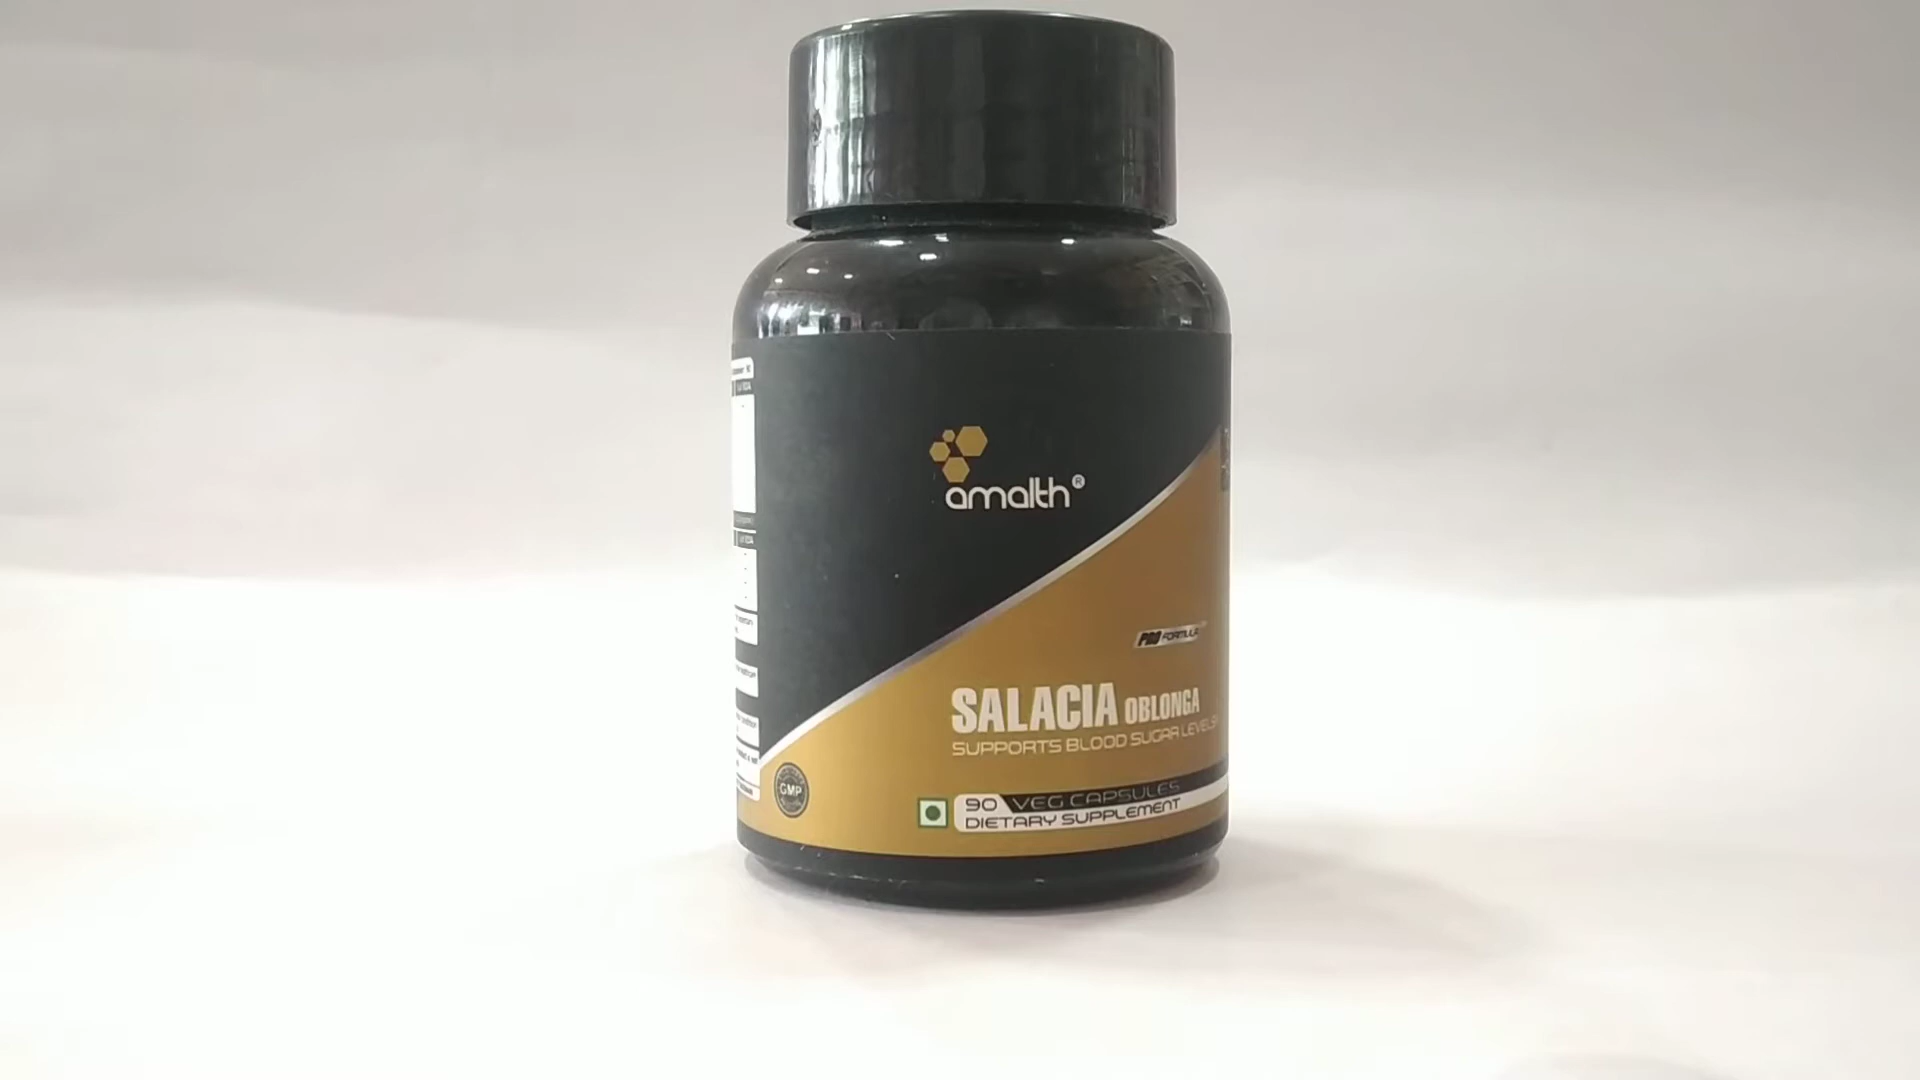 amalth®
PRO FORMULA
SALACIA OBLONGA
SUPPORTS BLOOD SUGAR LEVELS
GMP
90 VEG CAPSULES
DIETARY SUPPLEMENT